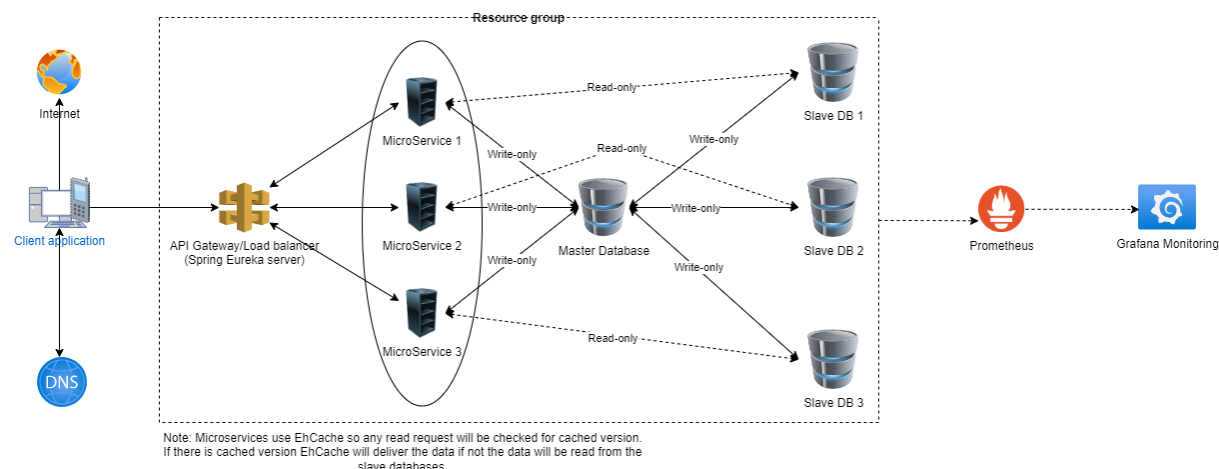 Resource group
Internet
Client application
DNS
API Gateway/Load balancer
(Spring Eureka server)
MicroService 1
MicroService 2
MicroService 3
Write-only
Write-only
Write-only
Read-only
Read-only
Read-only
Master Database
Write-only
Write-only
Write-only
Slave DB 1
Slave DB 2
Slave DB 3
Prometheus
Grafana Monitoring
Note: Microservices use EhCache so any read request will be checked for cached version.
If there is cached version EhCache will deliver the data if not the data will be read from the
slave databases